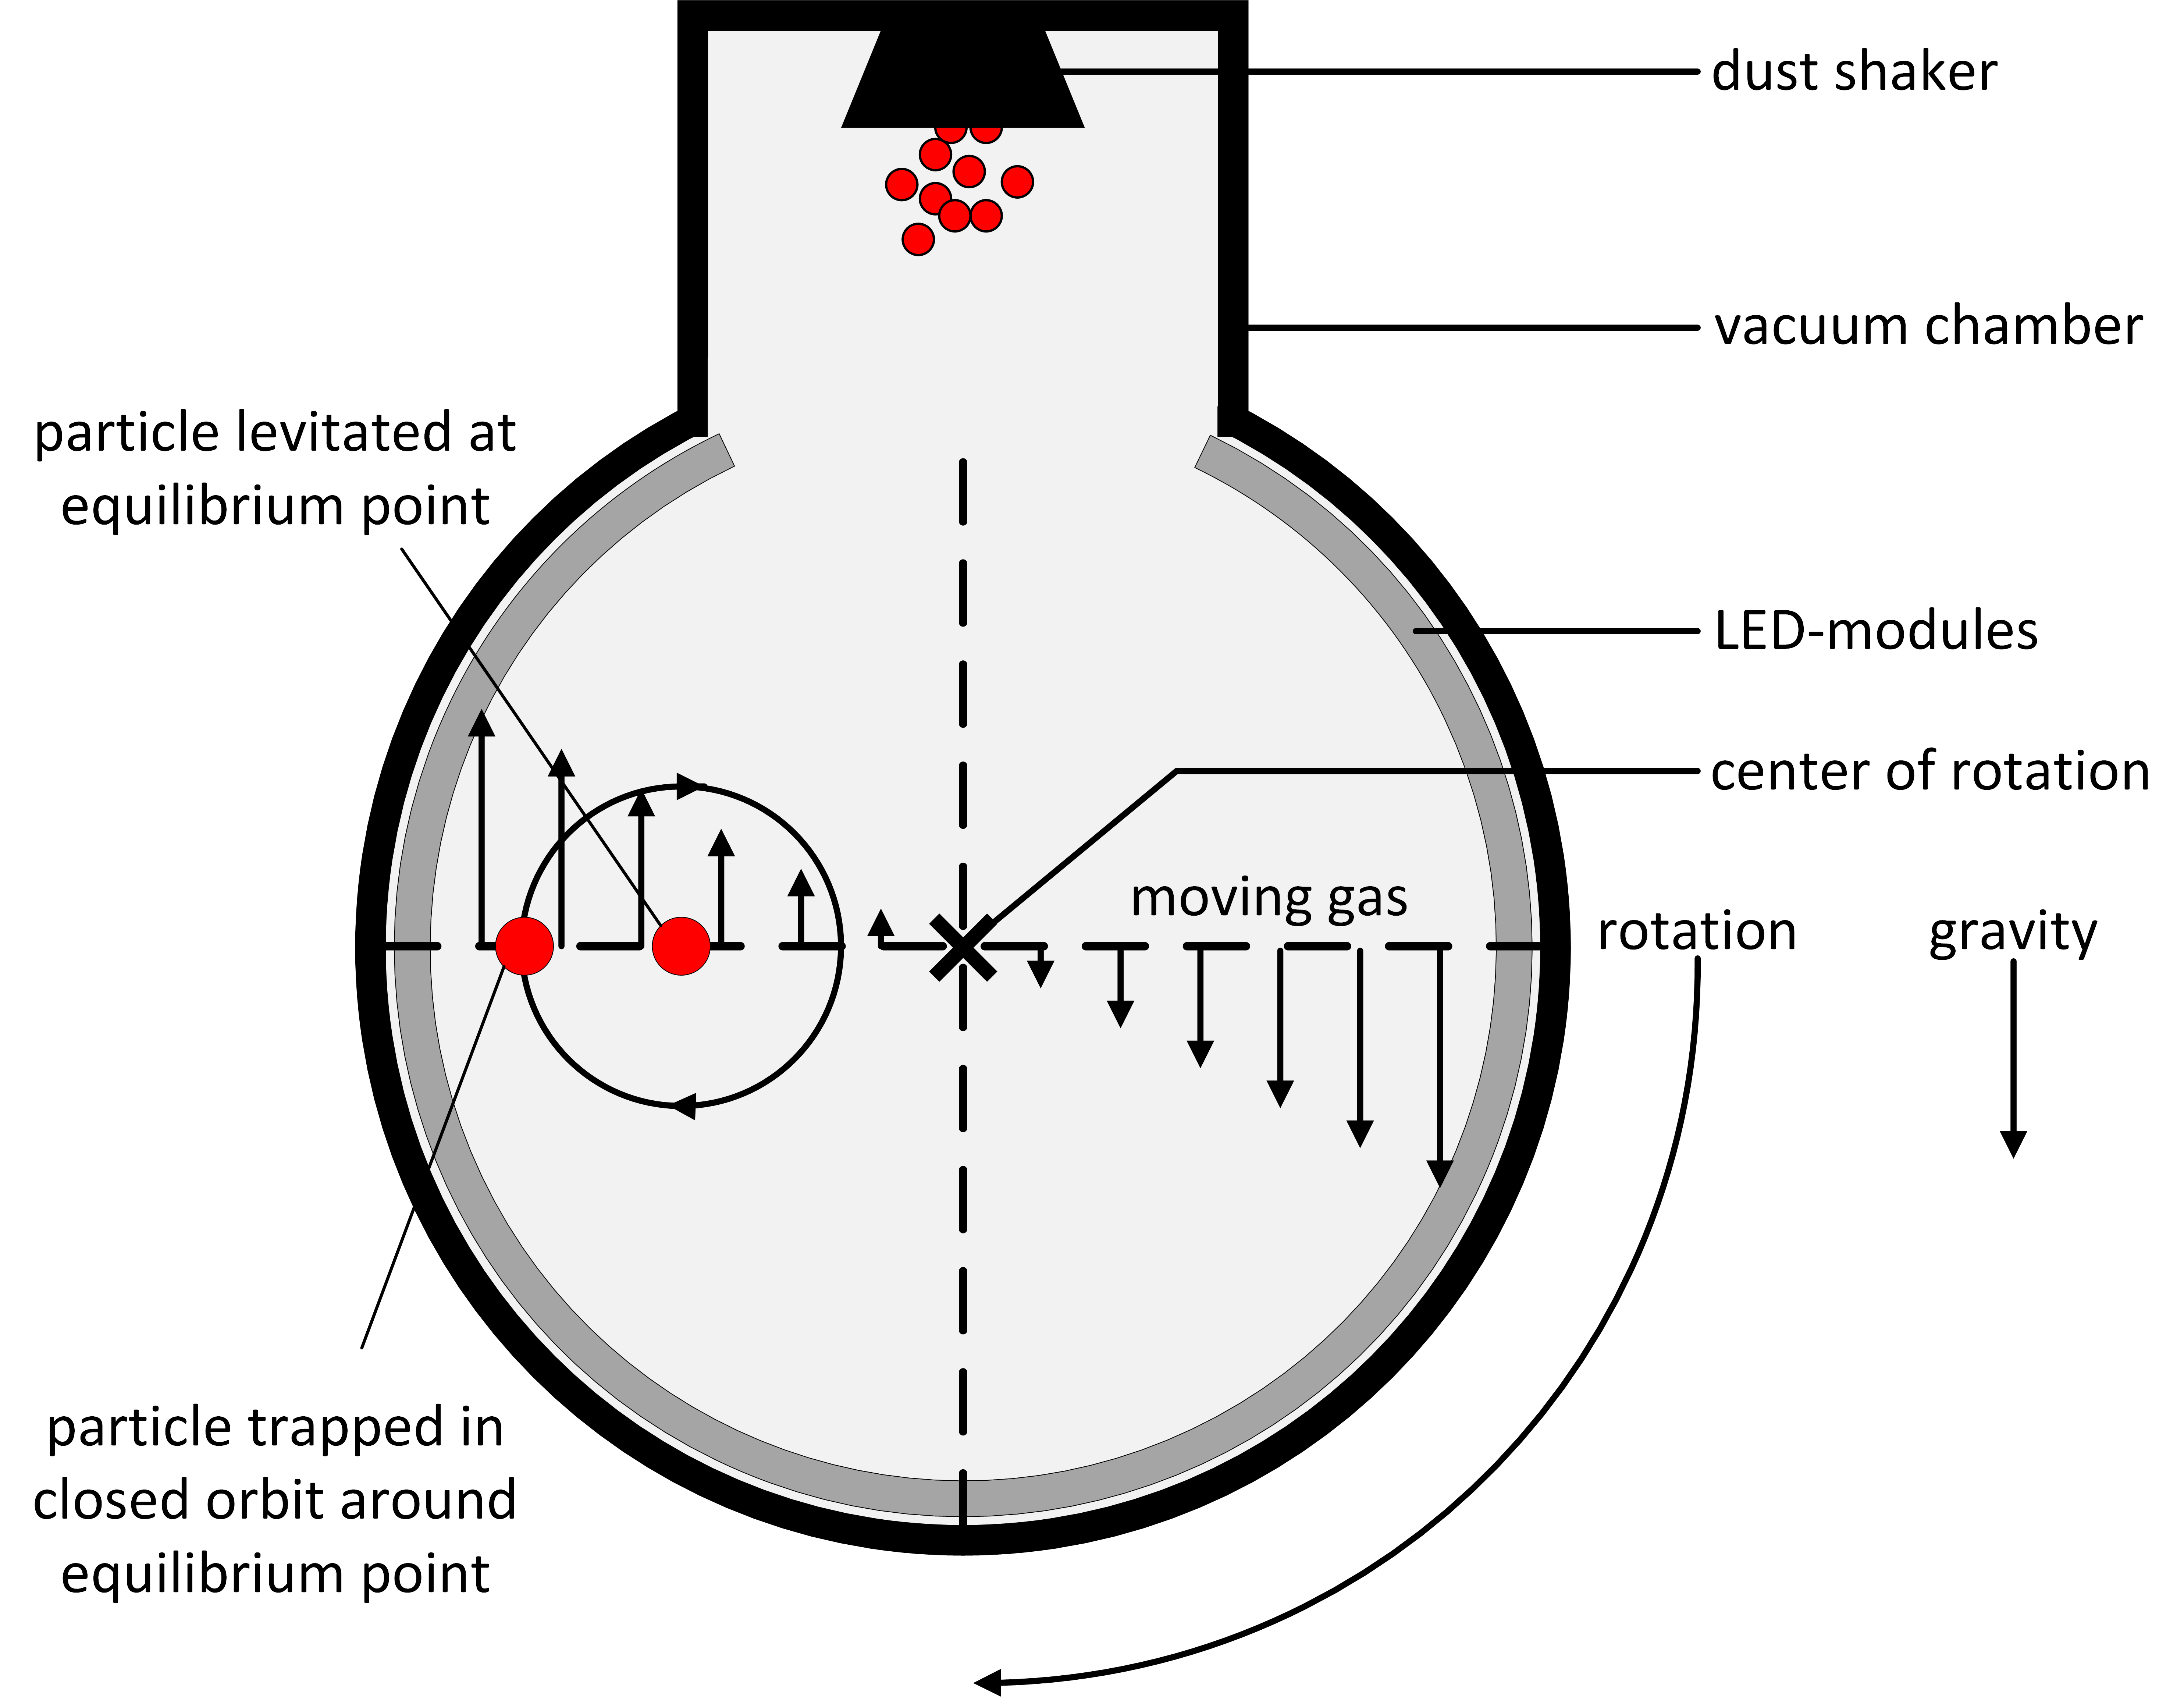 dust shaker
vacuum chamber
particle levitated at
equilibrium point
LED-modules
center of rotation
moving gas
rotation
gravity
particle trapped in
closed orbit around
equilibrium point